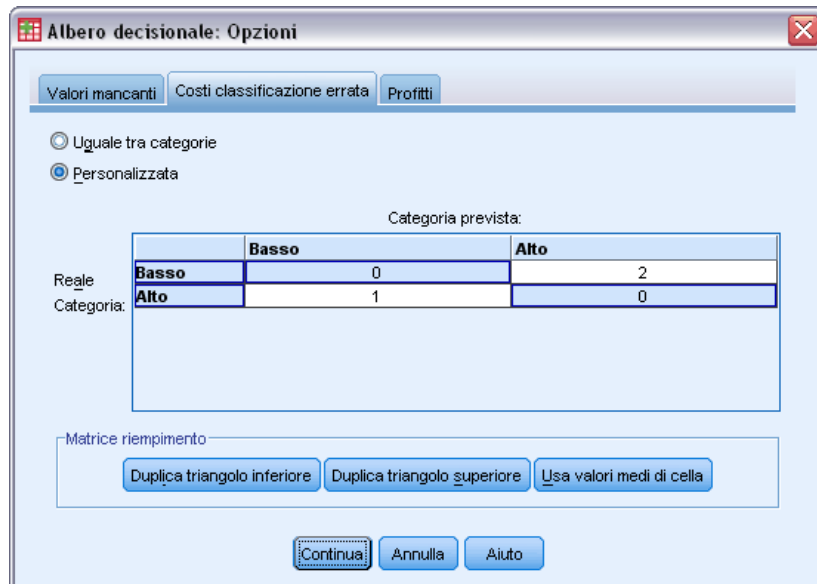 Albero decisionale: Opzioni
Valori mancanti Costi classificazione errata Profitti
Uguale tra categorie
Personalizzata
Categoria prevista:
Basso Alto
Reale Categoria:
Basso 0 2
Alto 1 0
Matrice riempimento
Duplica triangolo inferiore Duplica triangolo superiore Usa valori medi di cella
Continua Annulla Aiuto